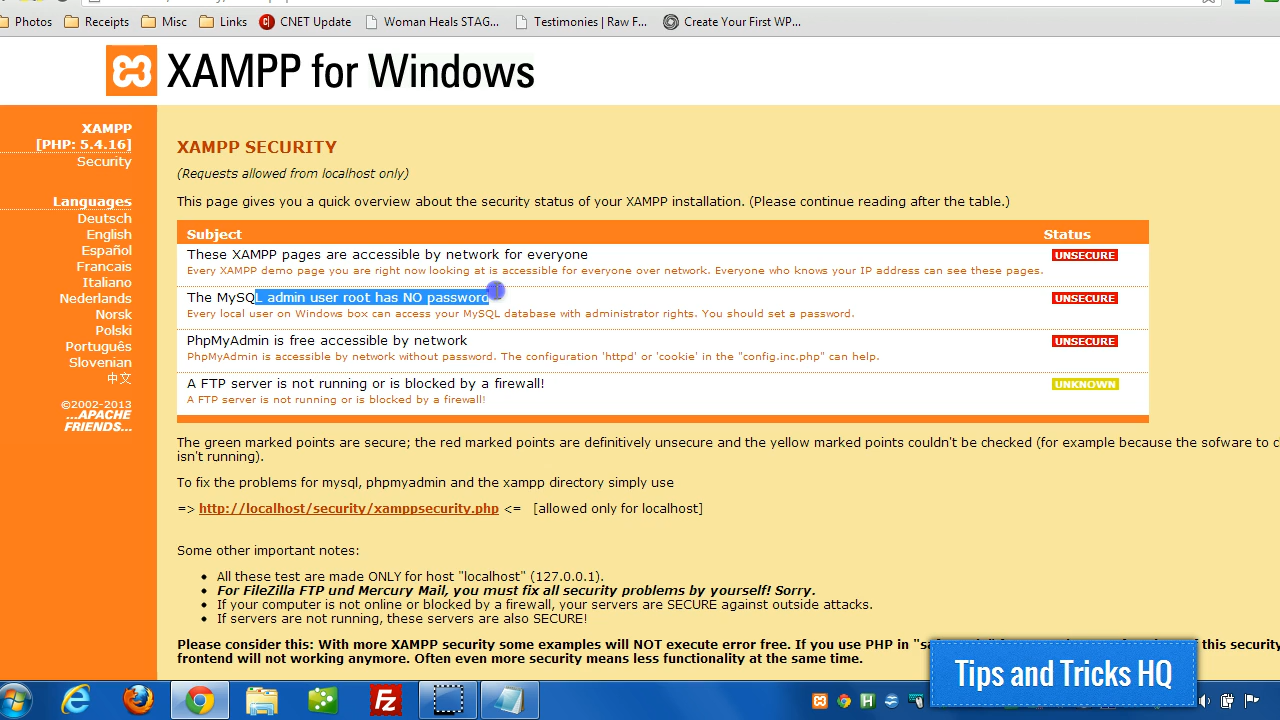 Photos Receipts Misc Links CNET Update Woman Heals STAG... Testimonies | Raw F... Create Your First WP...
XAMPP for Windows
XAMPP
[PHP: 5.4.16]
Security
Languages
Deutsch
English
Español
Francais
Italiano
Nederlands
Norsk
Polski
Português
Slovenian
中文
©2002-2013
...APACHE
FRIENDS...
XAMPP SECURITY
(Requests allowed from localhost only)
This page gives you a quick overview about the security status of your XAMPP installation. (Please continue reading after the table.)
Subject Status
These XAMPP pages are accessible by network for everyone UNSECURE
Every XAMPP demo page you are right now looking at is accessible for everyone over network. Everyone who knows your IP address can see these pages.
The MySQL admin user root has NO password UNSECURE
Every local user on Windows box can access your MySQL database with administrator rights. You should set a password.
PhpMyAdmin is free accessible by network UNSECURE
PhpMyAdmin is accessible by network without password. The configuration 'httpd' or 'cookie' in the "config.inc.php" can help.
A FTP server is not running or is blocked by a firewall! UNKNOWN
A FTP server is not running or is blocked by a firewall!
The green marked points are secure; the red marked points are definitively unsecure and the yellow marked points couldn't be checked (for example because the sofware to c
isn't running).
To fix the problems for mysql, phpmyadmin and the xampp directory simply use
=> http://localhost/security/xamppsecurity.php <= [allowed only for localhost]
Some other important notes:
• All these test are made ONLY for host "localhost" (127.0.0.1).
• For FileZilla FTP und Mercury Mail, you must fix all security problems by yourself! Sorry.
• If your computer is not online or blocked by a firewall, your servers are SECURE against outside attacks.
• If servers are not running, these servers are also SECURE!
Please consider this: With more XAMPP security some examples will NOT execute error free. If you use PHP in " this security
frontend will not working anymore. Often even more security means less functionality at the same time.
Tips and Tricks HQ